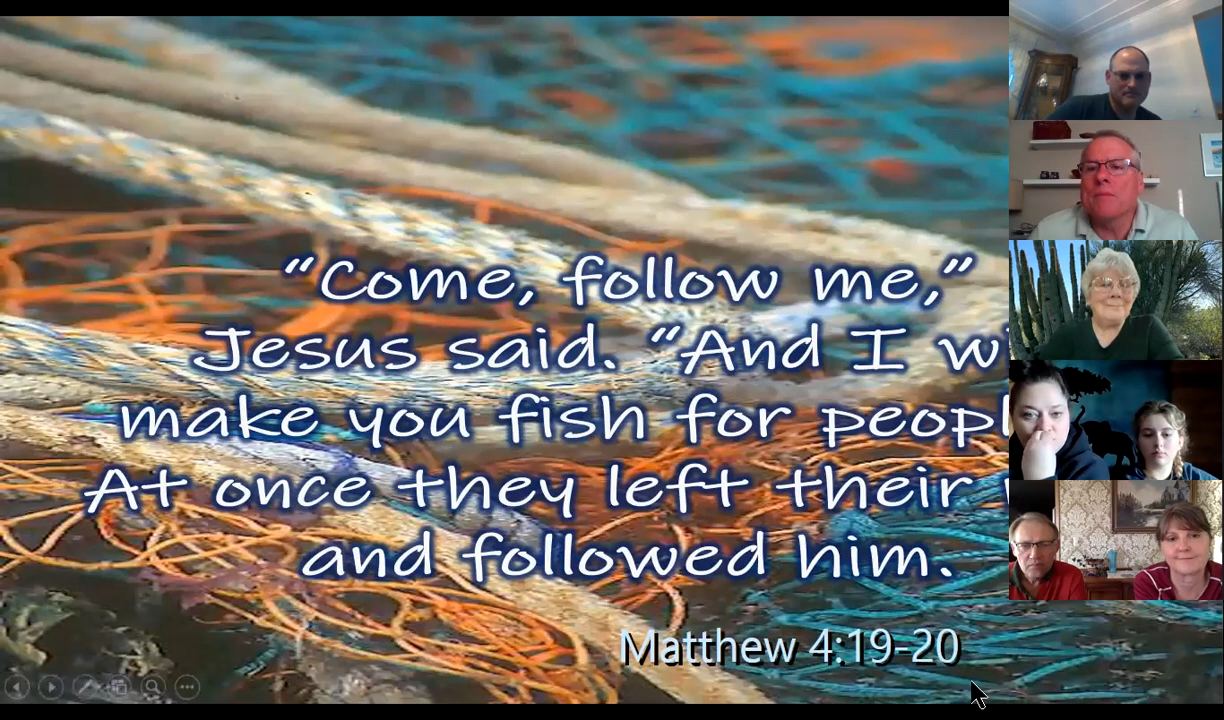 “Come, follow me,”
Jesus said. “And I
make you fish for
At once they left their
and followed him.
Matthew 4:19-20